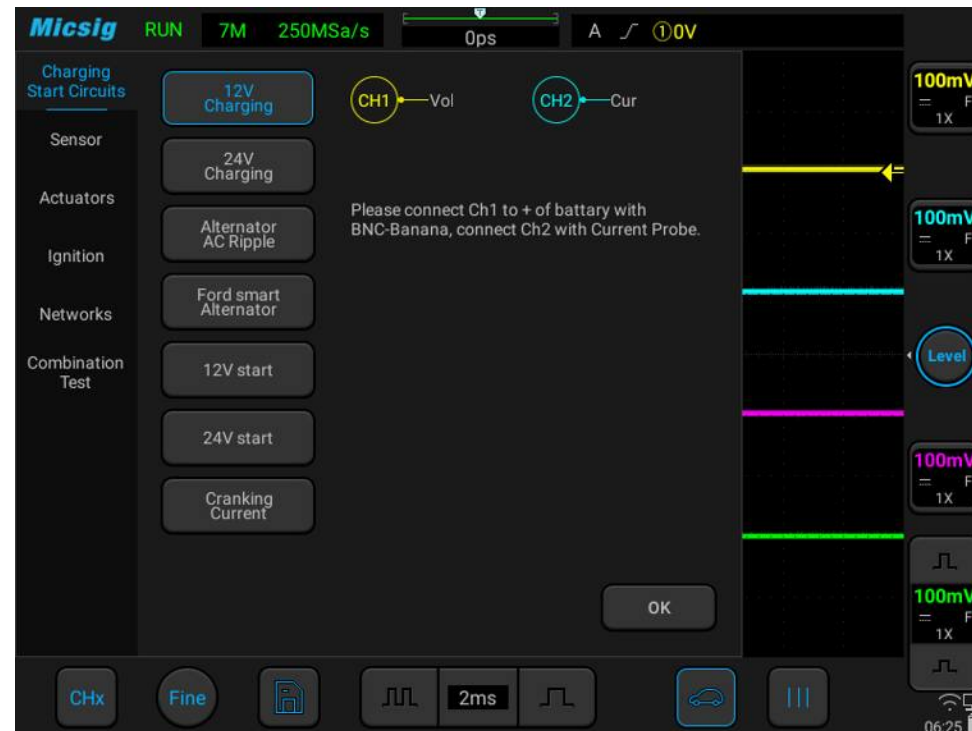 Micsig RUN 7M 250MSa/s T 0ps A ①0V
Charging
Start Circuits
Sensor
Actuators
Ignition
Networks
Combination
Test
12V
Charging
24V
Charging
Alternator
AC Ripple
Ford smart
Alternator
12V start
24V start
Cranking
Current
CH1 Vol CH2 Cur
Please connect Ch1 to + of battary with
BNC-Banana, connect Ch2 with Current Probe.
OK
100mV
F
1X
100mV
F
1X
Level
100mV
F
1X
100mV
F
1X
CHx Fine 2ms
06:25